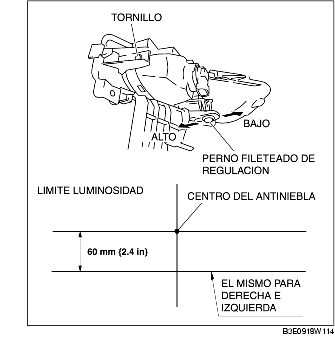 TORNILLO
BAJO
ALTO
PERNO FILETEADO DE
REGULACION
LIMITE LUMINOSIDAD
CENTRO DEL ANTINIEBLA
60 mm {2.4 in}
EL MISMO PARA
DERECHA E
IZQUIERDA
B3E0918W114